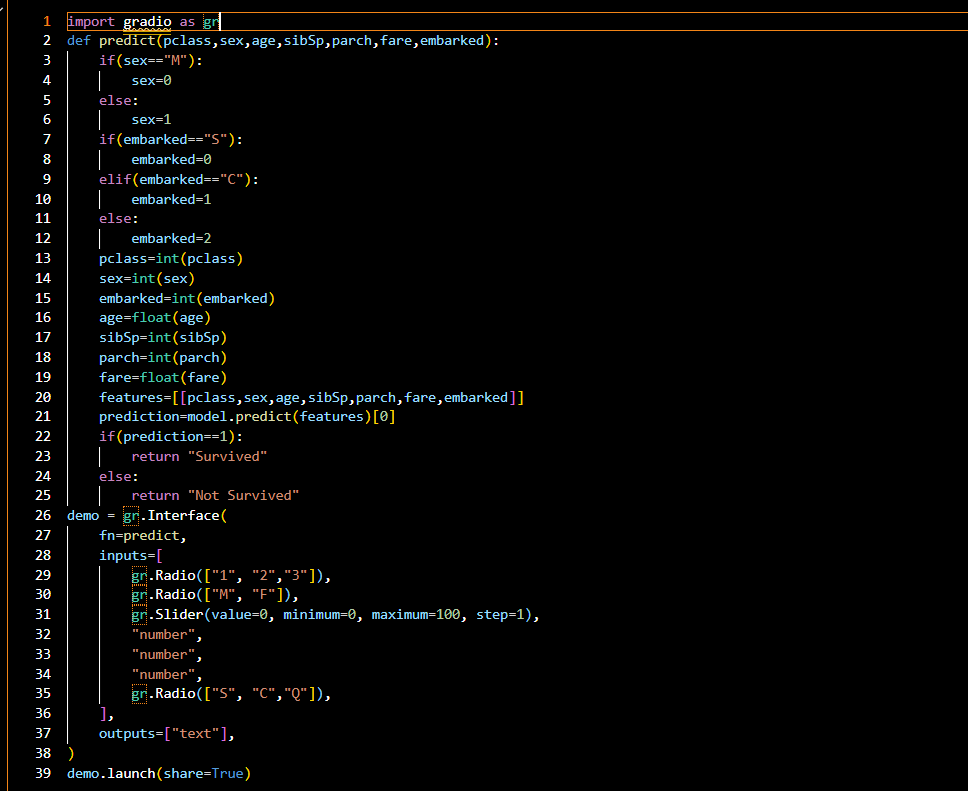 1 import gradio as gr
2 def predict(pclass,sex,age,sibSp,parch,fare,embarked):
3     if(sex=="M"):
4         sex=0
5     else:
6         sex=1
7     if(embarked=="S"):
8         embarked=0
9     elif(embarked=="C"):
10         embarked=1
11     else:
12         embarked=2
13     pclass=int(pclass)
14     sex=int(sex)
15     embarked=int(embarked)
16     age=float(age)
17     sibSp=int(sibSp)
18     parch=int(parch)
19     fare=float(fare)
20     features=[[pclass,sex,age,sibSp,parch,fare,embarked]]
21     prediction=model.predict(features)[0]
22     if(prediction==1):
23         return "Survived"
24     else:
25         return "Not Survived"
26 demo = gr.Interface(
27     fn=predict,
28     inputs=[
29         gr.Radio(["1", "2","3"]),
30         gr.Radio(["M", "F"]),
31         gr.Slider(value=0, minimum=0, maximum=100, step=1),
32         "number",
33         "number",
34         "number",
35         gr.Radio(["S", "C","Q"]),
36     ],
37     outputs=["text"],
38 )
39 demo.launch(share=True)